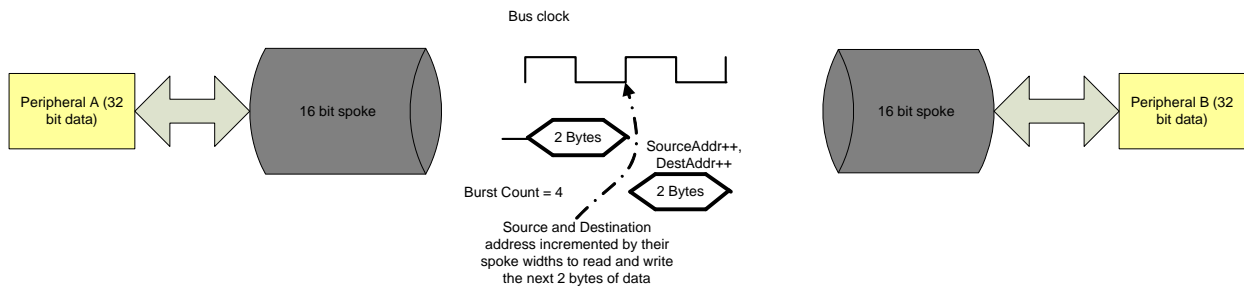 Bus clock
Peripheral A (32
bit data)
16 bit spoke
16 bit spoke
Peripheral B (32
bit data)
2 Bytes
SourceAddr++,
DestAddr++
Burst Count = 4
2 Bytes
Source and Destination
address incremented by their
spoke widths to read and write
the next 2 bytes of data